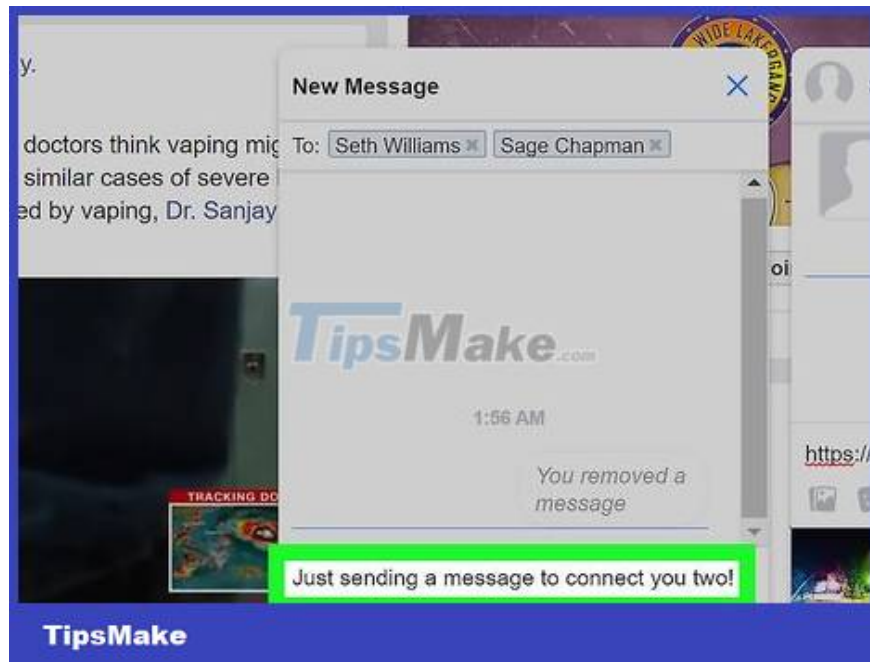 WIDE LAKERGANG
y.
New Message
doctors think vaping mig
To: Seth Williams Sage Chapman
similar cases of severe
ed by vaping, Dr. Sanjay
oi
TipsMake.com
1:56 AM
You removed a
message
https://
TRACKING DO
Just sending a message to connect you two!
TipsMake